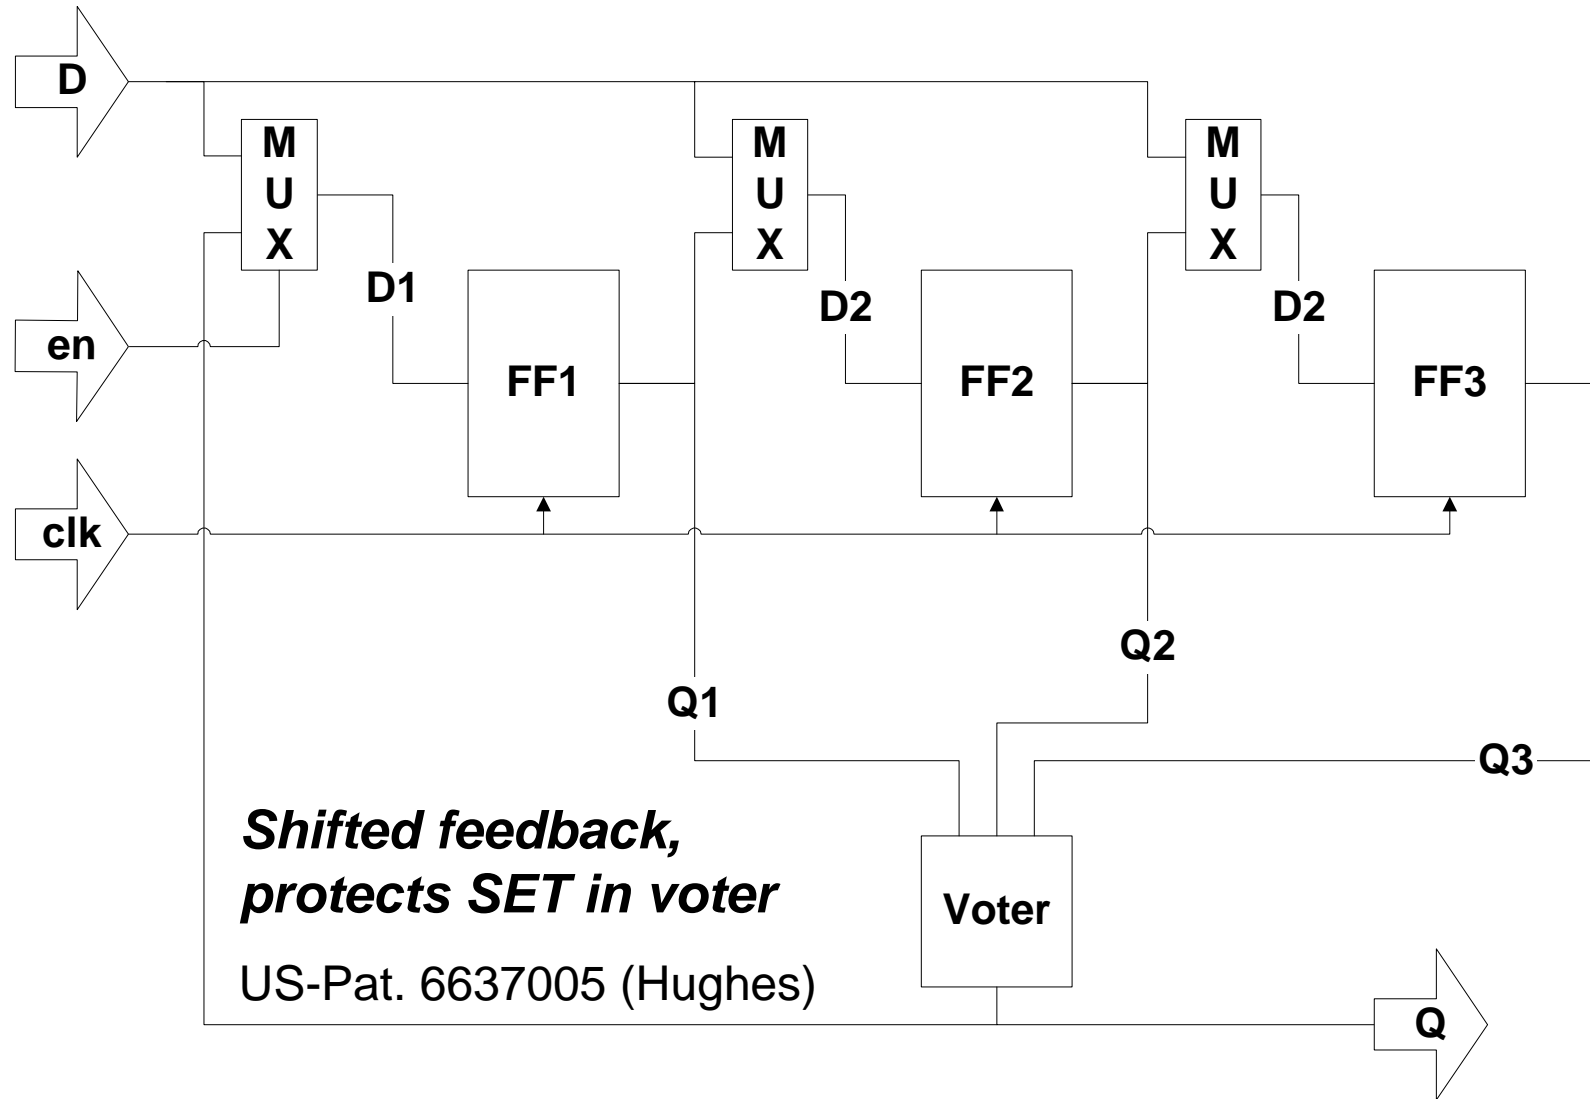 D
M
U
X
M
U
X
M
U
X
D1
D2
D2
en
FF1
FF2
FF3
clk
Q2
Q1
Q3
Shifted feedback,
protects SET in voter
Voter
US-Pat. 6637005 (Hughes)
Q